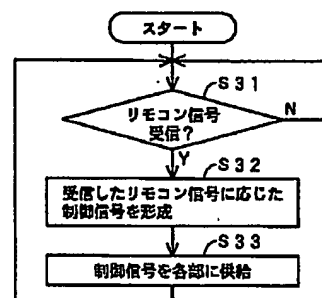 スタート
S31
リモコン信号
受信?
N
Y
S32
受信したリモコン信号に応じた
制御信号を形成
S33
制御信号を各部に供給